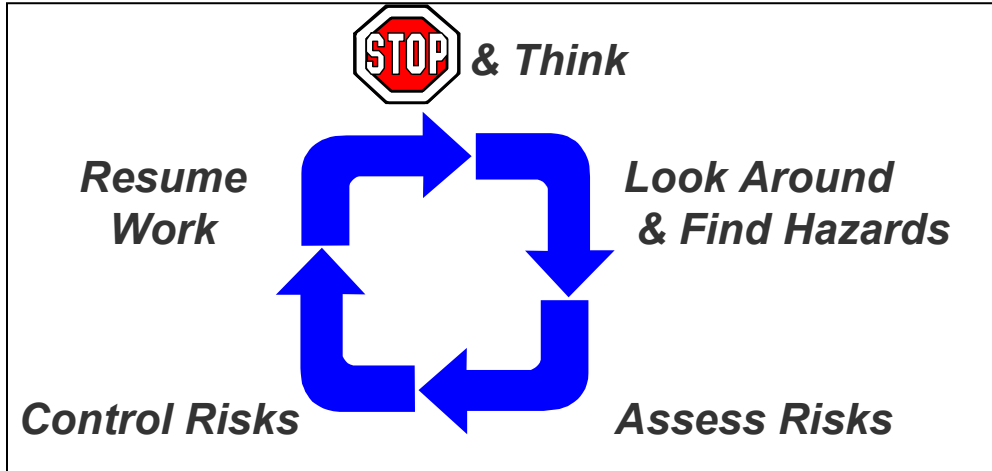 STOP & Think
Look Around
& Find Hazards
Assess Risks
Control Risks
Resume
Work